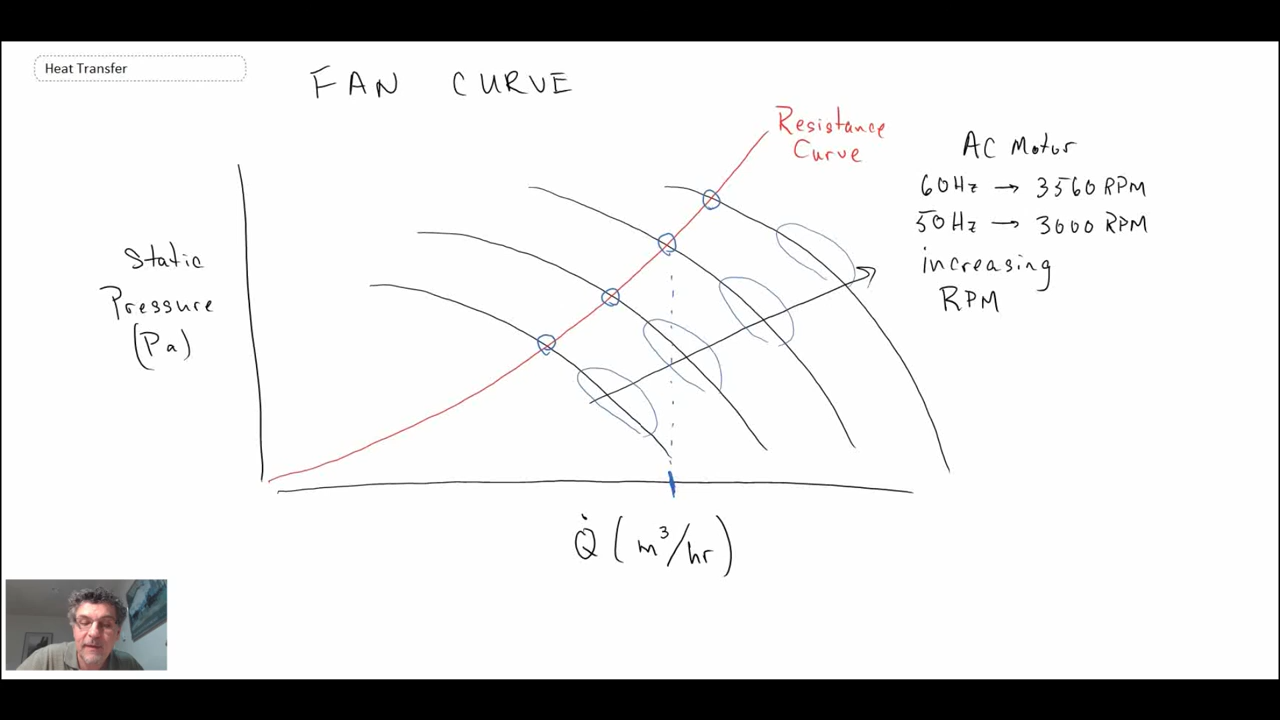 Heat Transfer
FAN CURVE
Resistance
Curve
AC Motor
60Hz → 3560 RPM
50Hz → 3000 RPM
increasing
RPM
Static
Pressure
(Pa)
Q̇ (m³/hr)